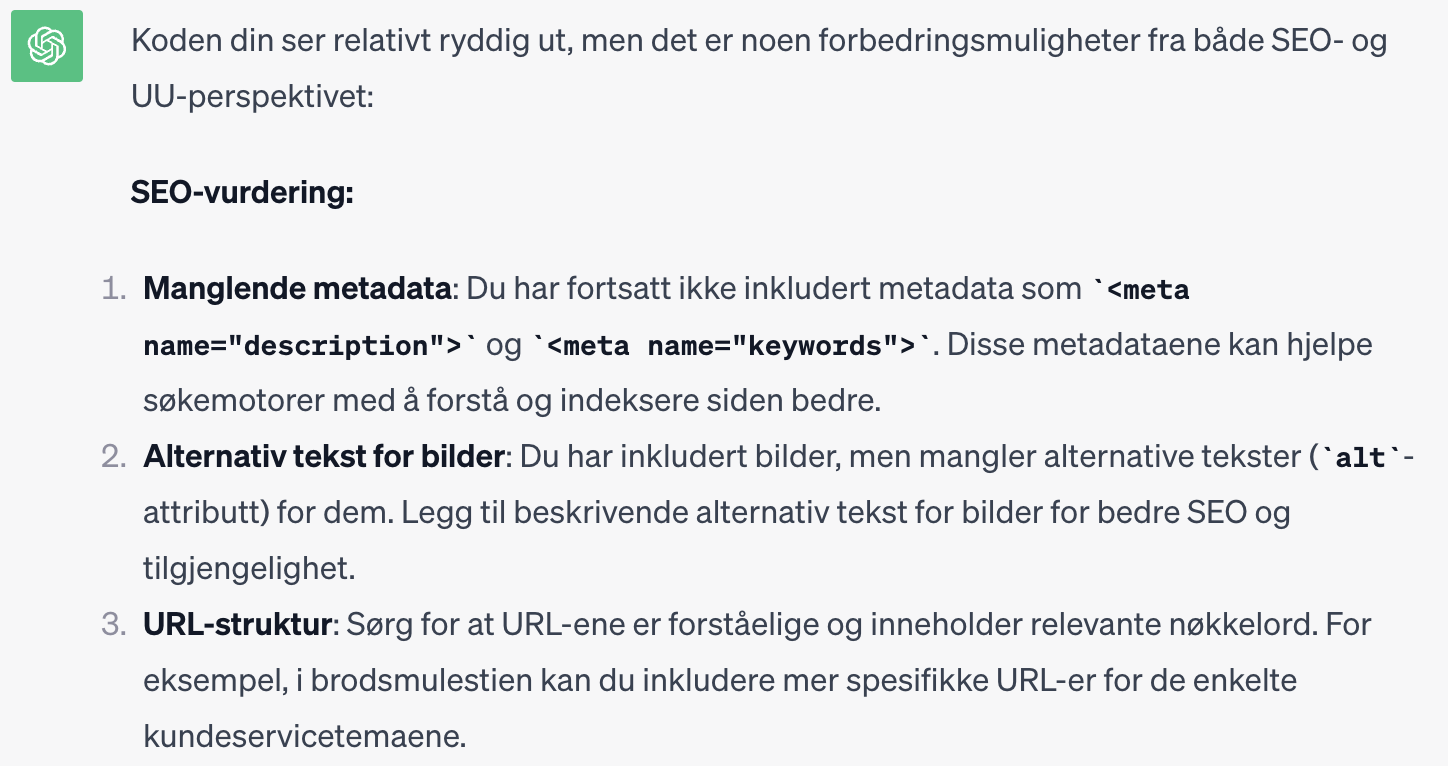 Koden din ser relativt ryddig ut, men det er noen forbedringsmuligheter fra både SEO- og
UU-perspektivet:
SEO-vurdering:
1. Manglende metadata: Du har fortsatt ikke inkludert metadata som `<meta
name="description">` og `<meta name="keywords">`. Disse metadataene kan hjelpe
søkemotorer med å forstå og indeksere siden bedre.
2. Alternativ tekst for bilder: Du har inkludert bilder, men mangler alternative tekster (`alt`-
attributt) for dem. Legg til beskrivende alternativ tekst for bilder for bedre SEO og
tilgjengelighet.
3. URL-struktur: Sørg for at URL-ene er forståelige og inneholder relevante nøkkelord. For
eksempel, i brodsmulestien kan du inkludere mer spesifikke URL-er for de enkelte
kundeservicetemaene.